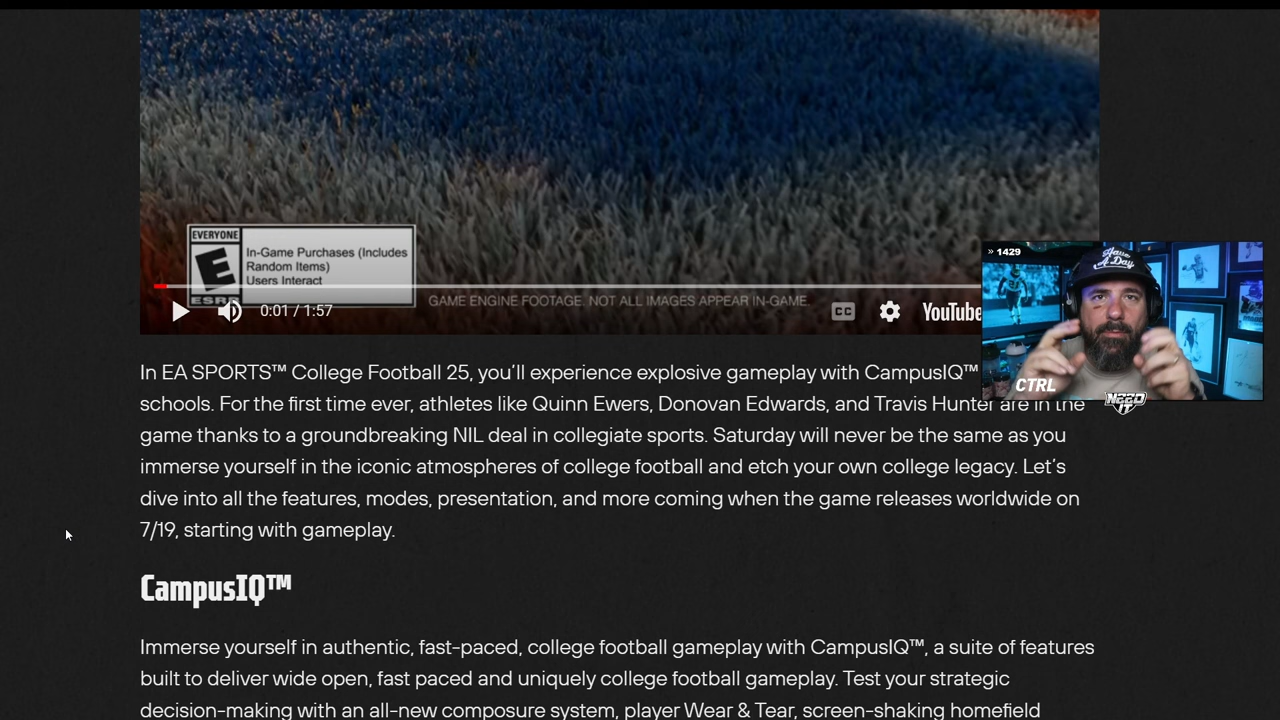 EVERYONE
E
ESRB
In-Game Purchases (Includes
Random Items)
Users Interact
GAME ENGINE FOOTAGE. NOT ALL IMAGES APPEAR IN-GAME.
0:01 / 1:57
CC
YouTube
» 1429
Have
A Day
CTRL
NEED
IT
In EA SPORTS™ College Football 25, you’ll experience explosive gameplay with CampusIQ™
schools. For the first time ever, athletes like Quinn Ewers, Donovan Edwards, and Travis Hunter are in the
game thanks to a groundbreaking NIL deal in collegiate sports. Saturday will never be the same as you
immerse yourself in the iconic atmospheres of college football and etch your own college legacy. Let’s
dive into all the features, modes, presentation, and more coming when the game releases worldwide on
7/19, starting with gameplay.
CampusIQ™
Immerse yourself in authentic, fast-paced, college football gameplay with CampusIQ™, a suite of features
built to deliver wide open, fast paced and uniquely college football gameplay. Test your strategic
decision-making with an all-new composure system, player Wear & Tear, screen-shaking homefield